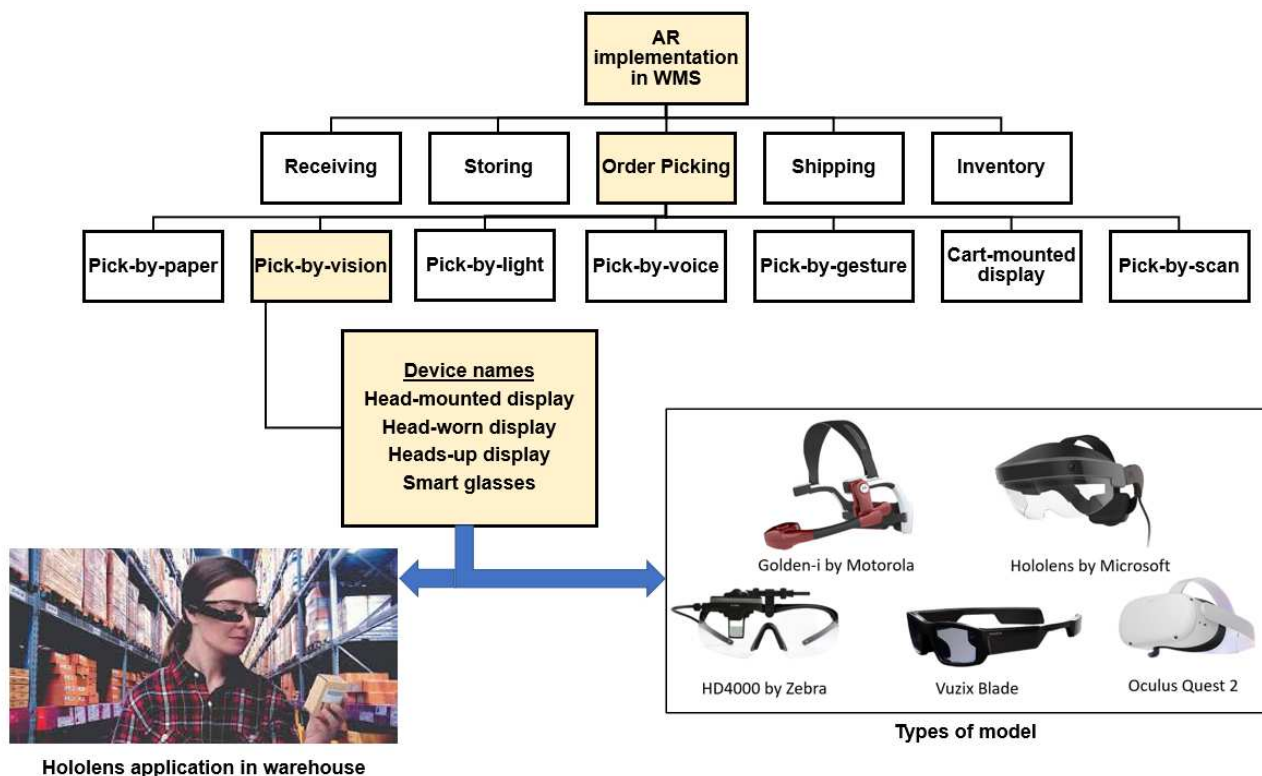 AR
implementation
in WMS
Receiving
Storing
Order Picking
Shipping
Inventory
Pick-by-paper
Pick-by-vision
Pick-by-light
Pick-by-voice
Pick-by-gesture
Cart-mounted
display
Pick-by-scan
Device names
Head-mounted display
Head-worn display
Heads-up display
Smart glasses
Golden-i by Motorola
Hololens by Microsoft
HD4000 by Zebra
Vuzix Blade
Oculus Quest 2
Types of model
Hololens application in warehouse